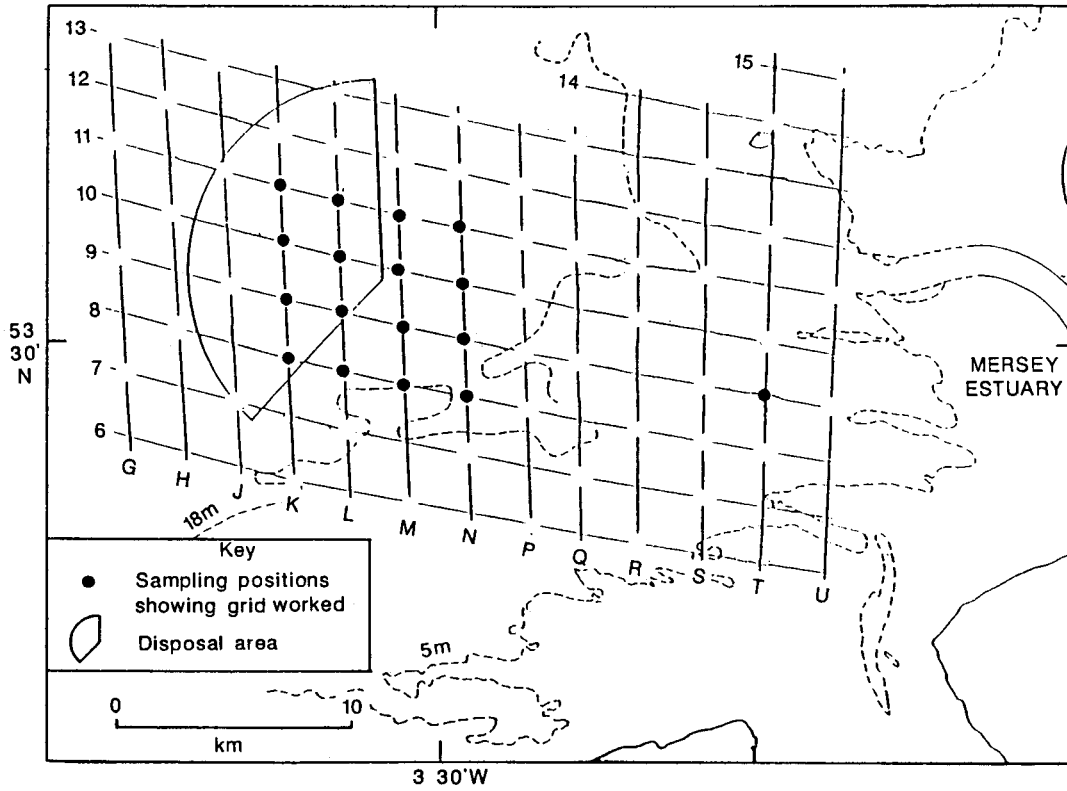 13
12
11
10
9
8
7
6
14
15
53
30'
N
MERSEY
ESTUARY
G
H
J
K
L
M
N
P
Q
R
S
T
U
18m
Key
Sampling positions
showing grid worked
Disposal area
5m
0
10
km
3 30'W